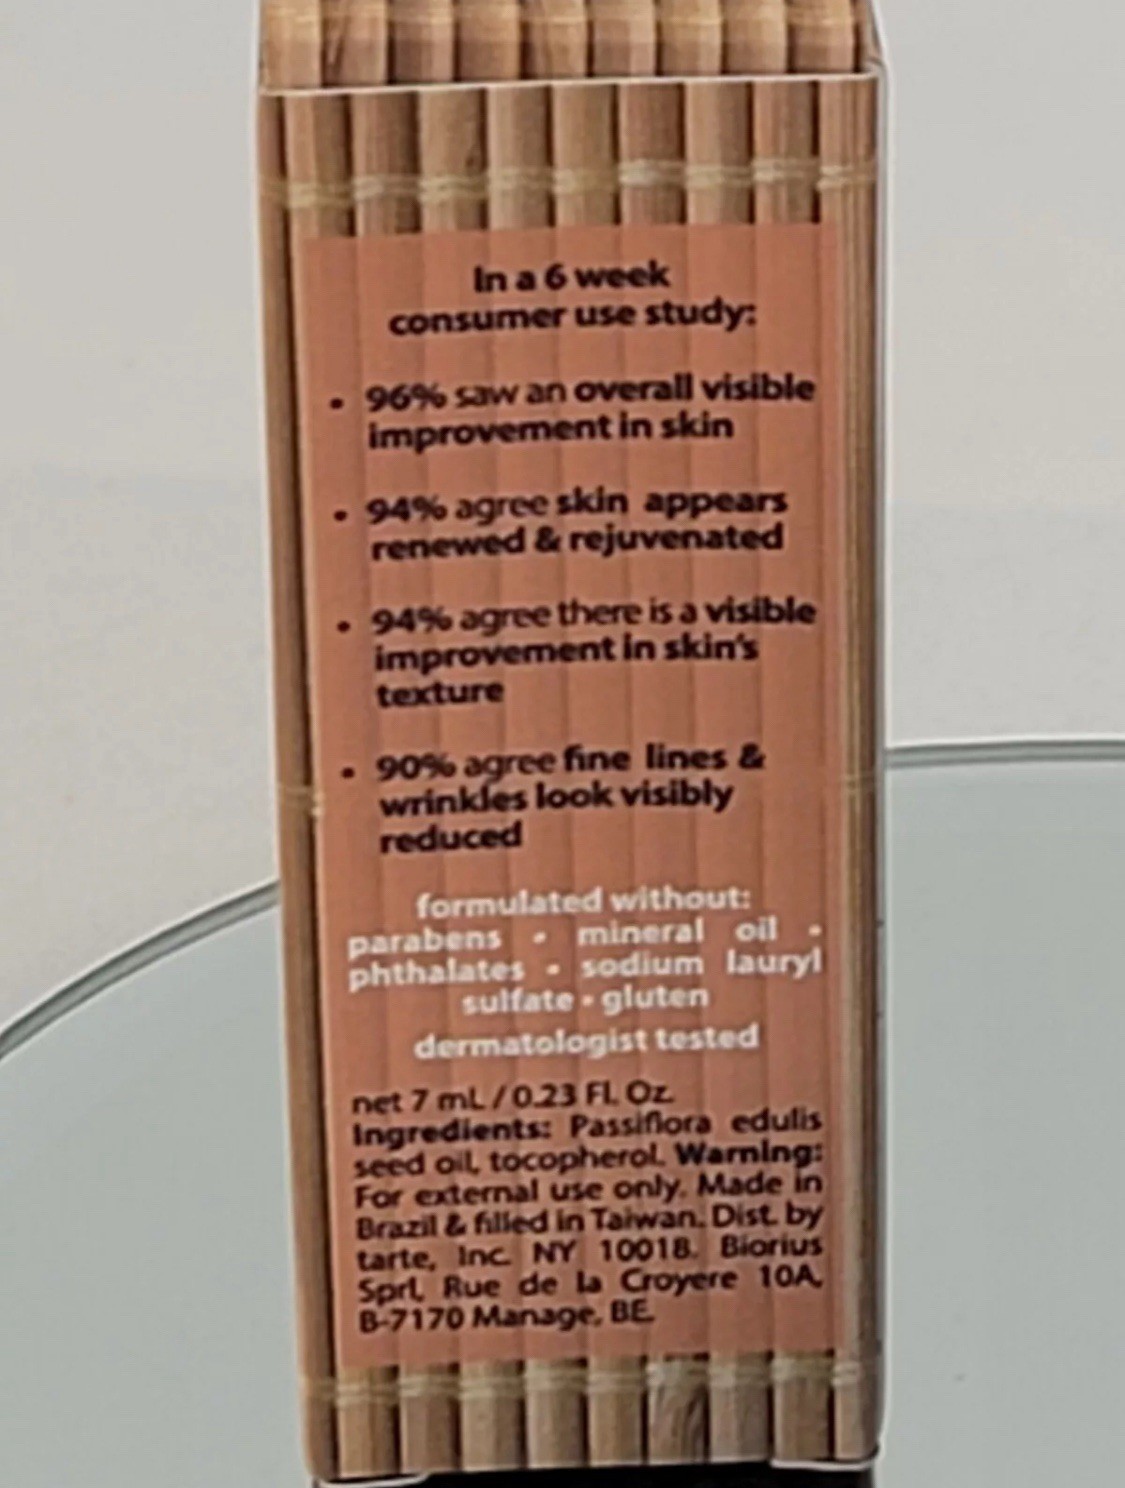 In a 6 week
consumer use study:
• 96% saw an overall visible
improvement in skin
• 94% agree skin appears
renewed & rejuvenated
• 94% agree there is a visible
improvement in skin's
texture
• 90% agree fine lines &
wrinkles look visibly
reduced
formulated without:
parabens • mineral oil •
phthalates • sodium lauryl
sulfate • gluten
dermatologist tested
net 7 mL / 0.23 Fl. Oz.
Ingredients: Passiflora edulis
seed oil, tocopherol. Warning:
For external use only. Made in
Brazil & filled in Taiwan. Dist. by
tarte, Inc. NY 10018. Biorius
Sprl, Rue de la Croyere 10A,
B-7170 Manage, BE.